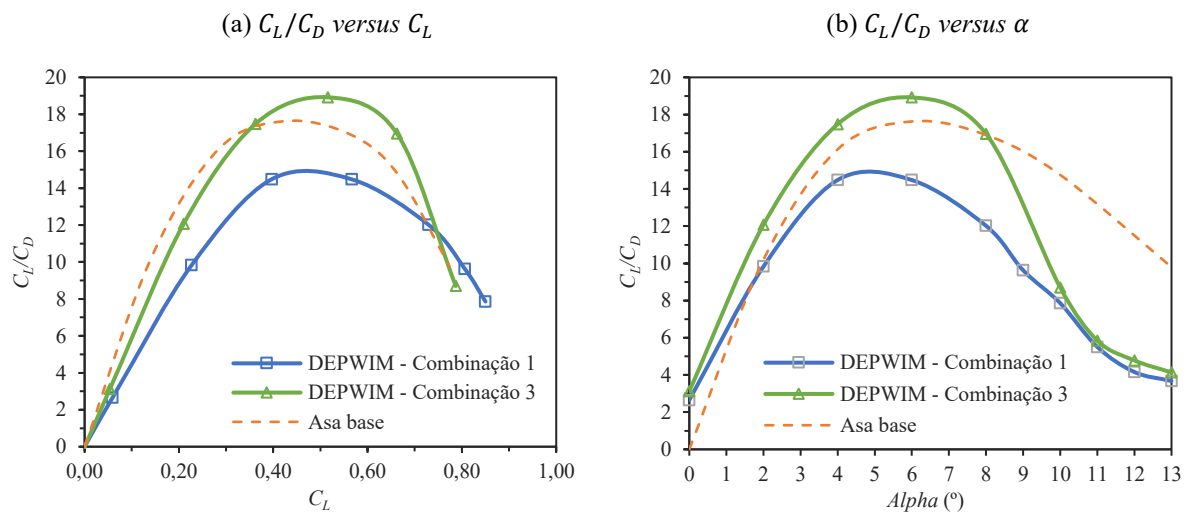 (a) C_L/C_D versus C_L
20
18
16
14
12
10
8
6
4
2
0
C_L/C_D
0,00 0,20 0,40 0,60 0,80 1,00
C_L
DEPWIM - Combinação 1
DEPWIM - Combinação 3
Asa base
(b) C_L/C_D versus α
20
18
16
14
12
10
8
6
4
2
0
C_L/C_D
0 1 2 3 4 5 6 7 8 9 10 11 12 13
Alpha (º)
DEPWIM - Combinação 1
DEPWIM - Combinação 3
Asa base